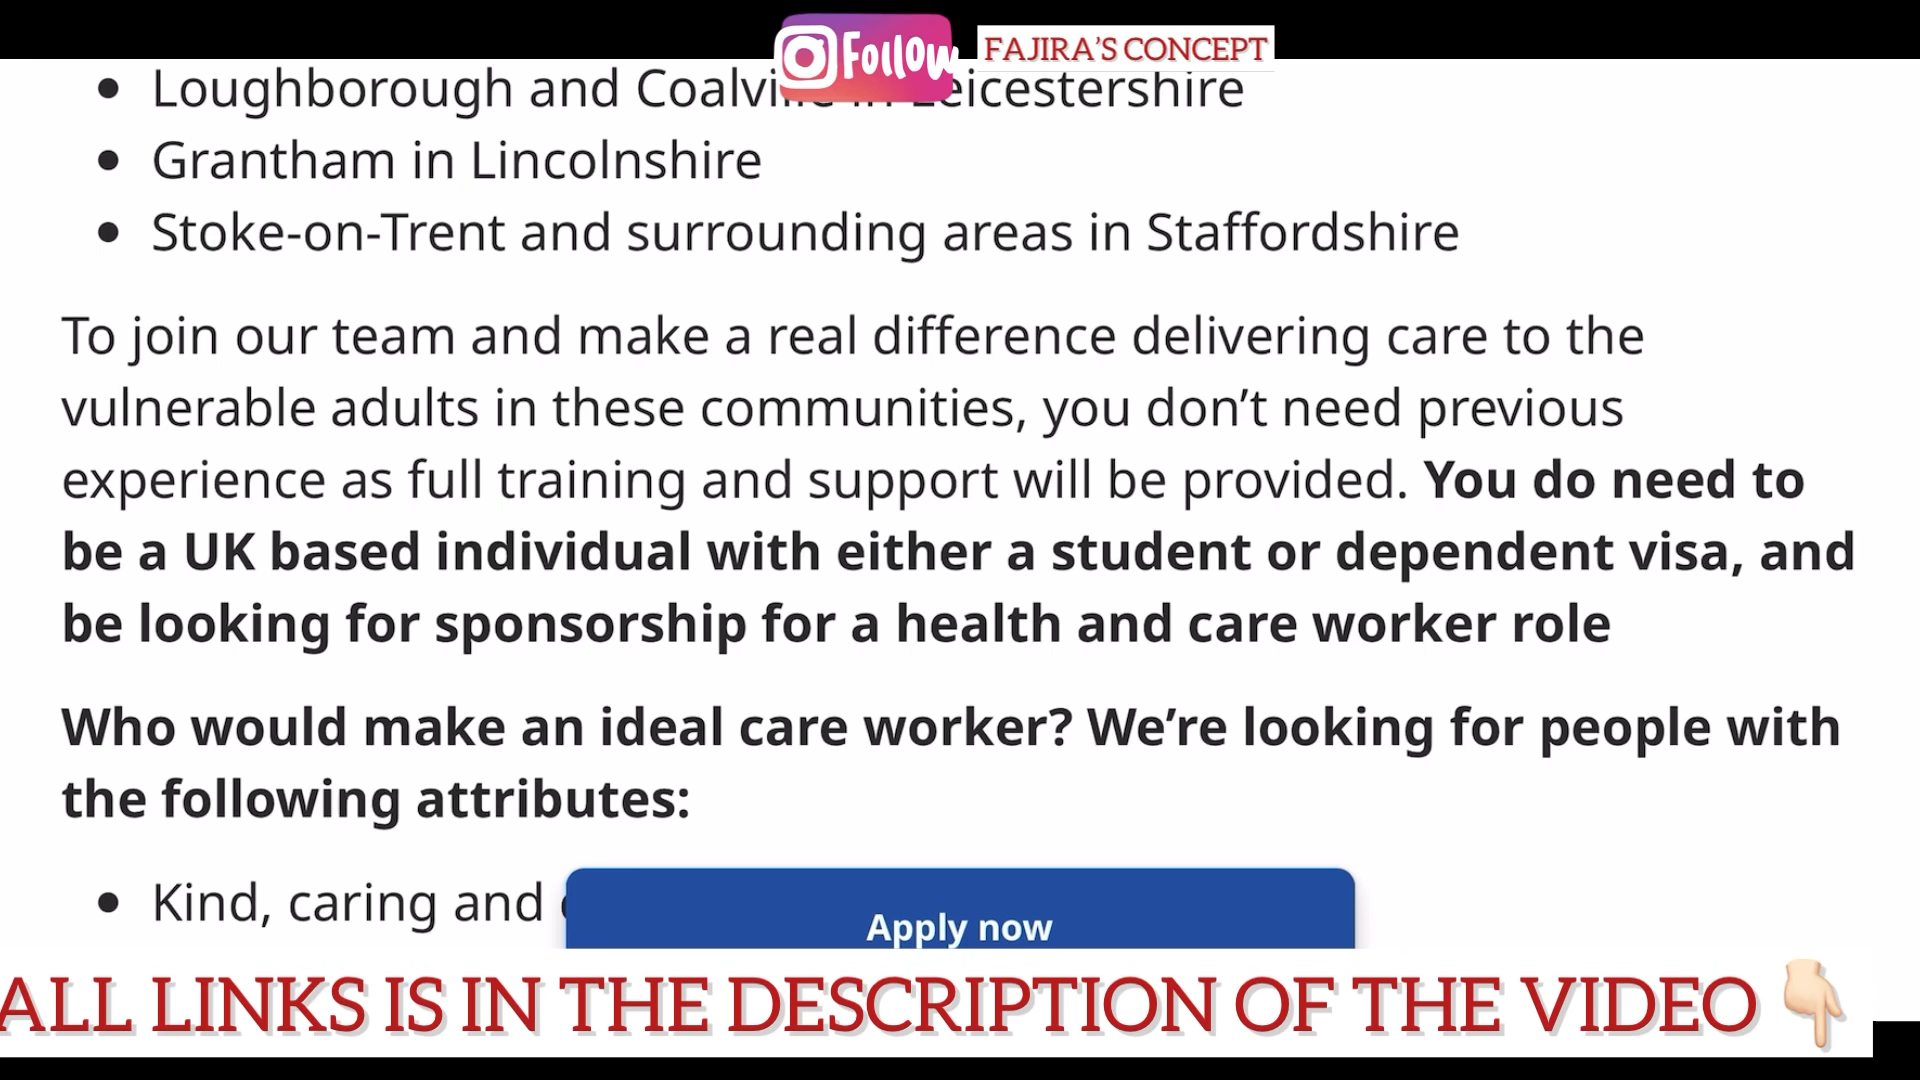 Follow FAJIRA'S CONCEPT
Loughborough and Coalville in Leicestershire
Grantham in Lincolnshire
Stoke-on-Trent and surrounding areas in Staffordshire
To join our team and make a real difference delivering care to the
vulnerable adults in these communities, you don't need previous
experience as full training and support will be provided. You do need to
be a UK based individual with either a student or dependent visa, and
be looking for sponsorship for a health and care worker role
Who would make an ideal care worker? We're looking for people with
the following attributes:
Kind, caring and
Apply now
ALL LINKS IS IN THE DESCRIPTION OF THE VIDEO